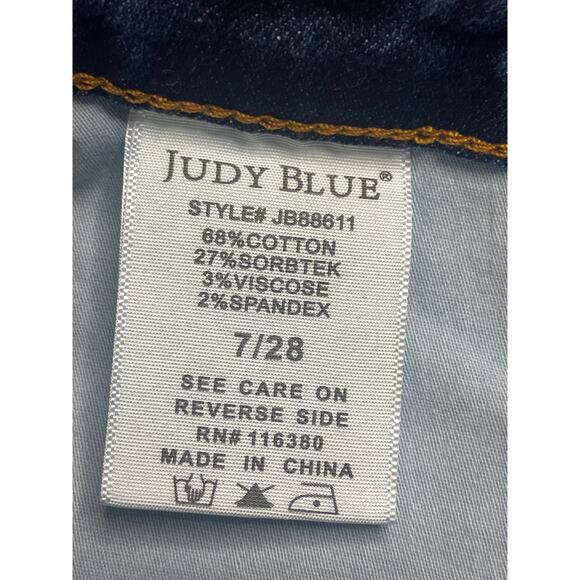 JUDY BLUE®
STYLE# JB88611
68%COTTON
27%SORBTEK
3%VISCOSE
2%SPANDEX
7/28
SEE CARE ON
REVERSE SIDE
RN# 116380
MADE IN CHINA